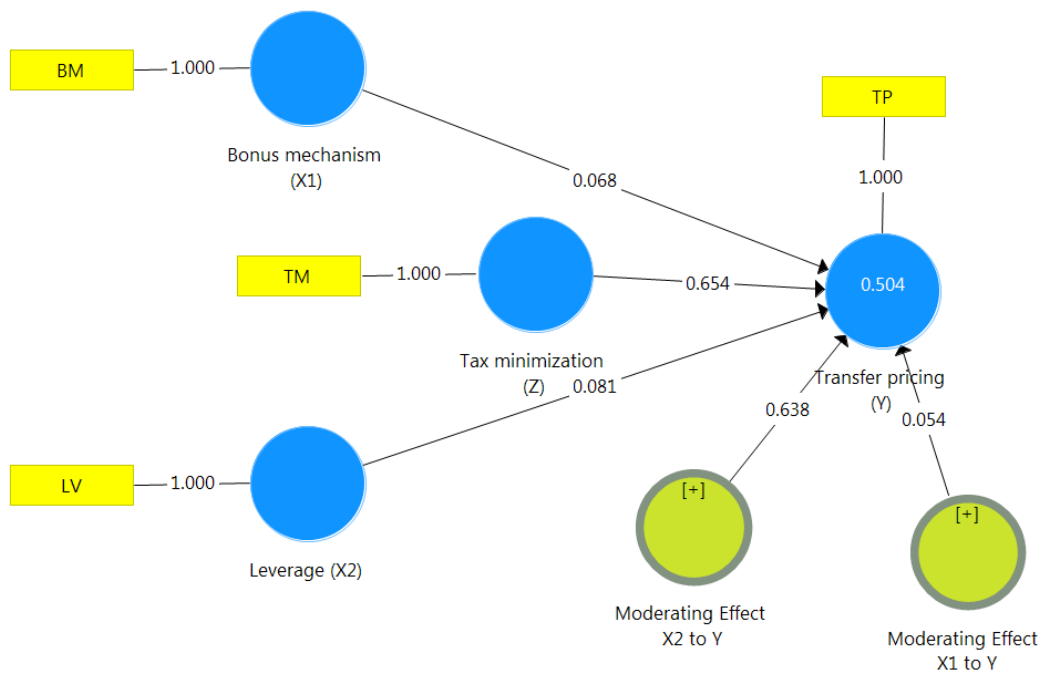 BM
1.000
Bonus mechanism
(X1)
TP
1.000
0.068
TM
1.000
0.654
0.504
Tax minimization
(Z)
0.081
Transfer pricing
(Y)
0.638
0.054
LV
1.000
Leverage (X2)
[+]
Moderating Effect
X2 to Y
[+]
Moderating Effect
X1 to Y